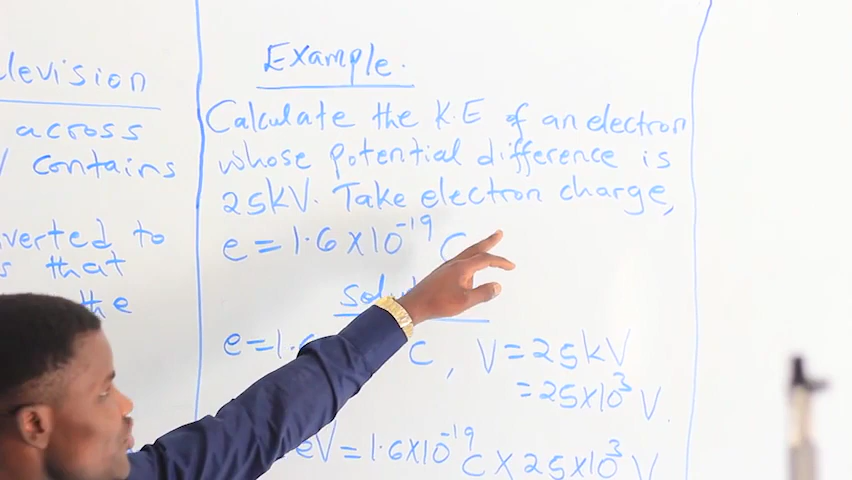 levision
across
contains
verted to
s that
the
Example.
Calculate the K.E of an electron
whose potential difference is
25kV. Take electron charge,
e = 1.6 X 10⁻¹⁹ C
e = 1.6 C, V = 25kV
= 25X10³ V.
eV = 1.6X10⁻¹⁹ C X 25X10³ V